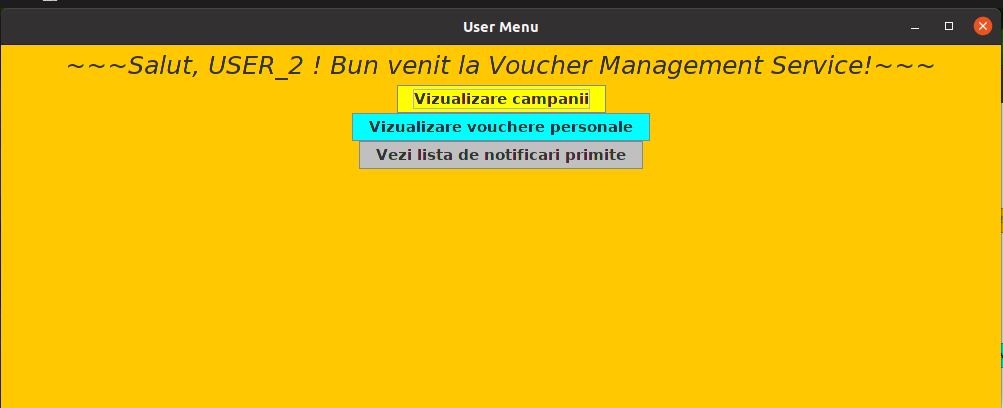 User Menu
~~~Salut, USER_2 ! Bun venit la Voucher Management Service!~~~
Vizualizare campanii
Vizualizare vouchere personale
Vezi lista de notificari primite